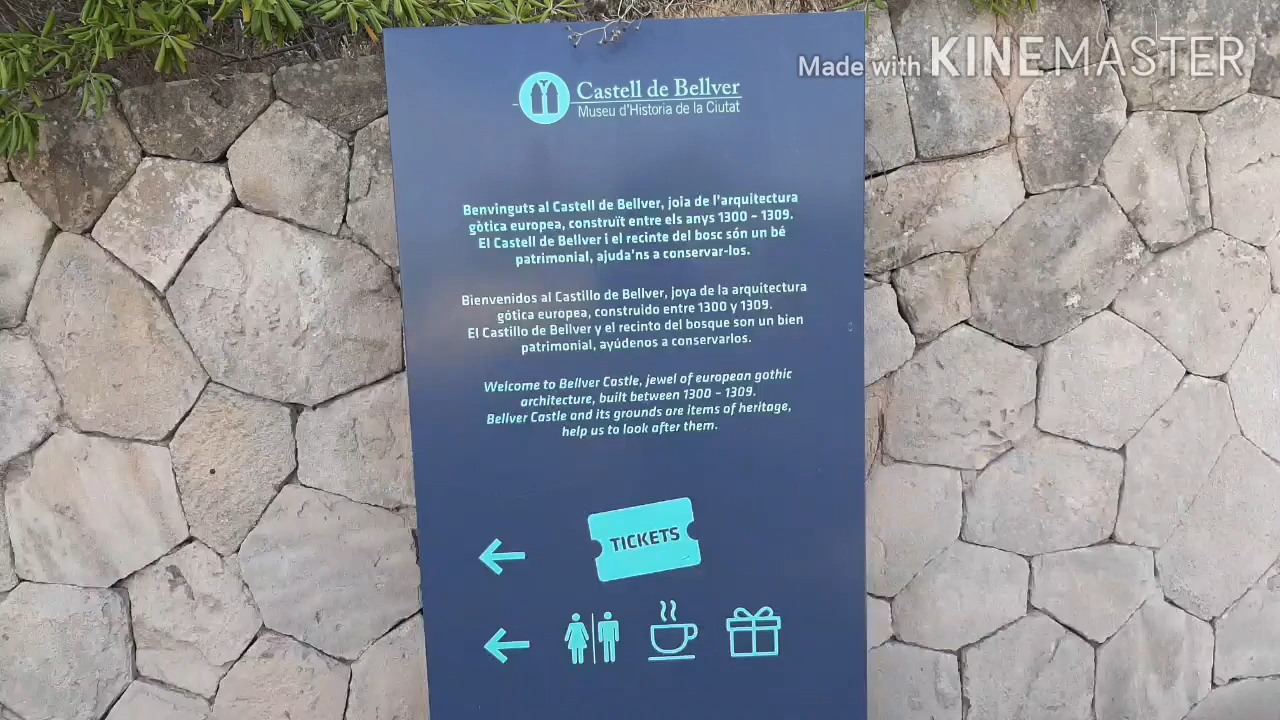 Made with KINEMASTER
Castell de Bellver
Museu d'Historia de la Ciutat
Benvinguts al Castell de Bellver, joia de l'arquitectura
gòtica europea, construït entre els anys 1300 - 1309.
El Castell de Bellver i el recinte del bosc són un bé
patrimonial, ajuda'ns a conservar-los.
Bienvenidos al Castillo de Bellver, joya de la arquitectura
gótica europea, construido entre 1300 y 1309.
El Castillo de Bellver y el recinto del bosque son un bien
patrimonial, ayúdenos a conservarlos.
Welcome to Bellver Castle, jewel of european gothic
architecture, built between 1300 - 1309.
Bellver Castle and its grounds are items of heritage,
help us to look after them.
TICKETS